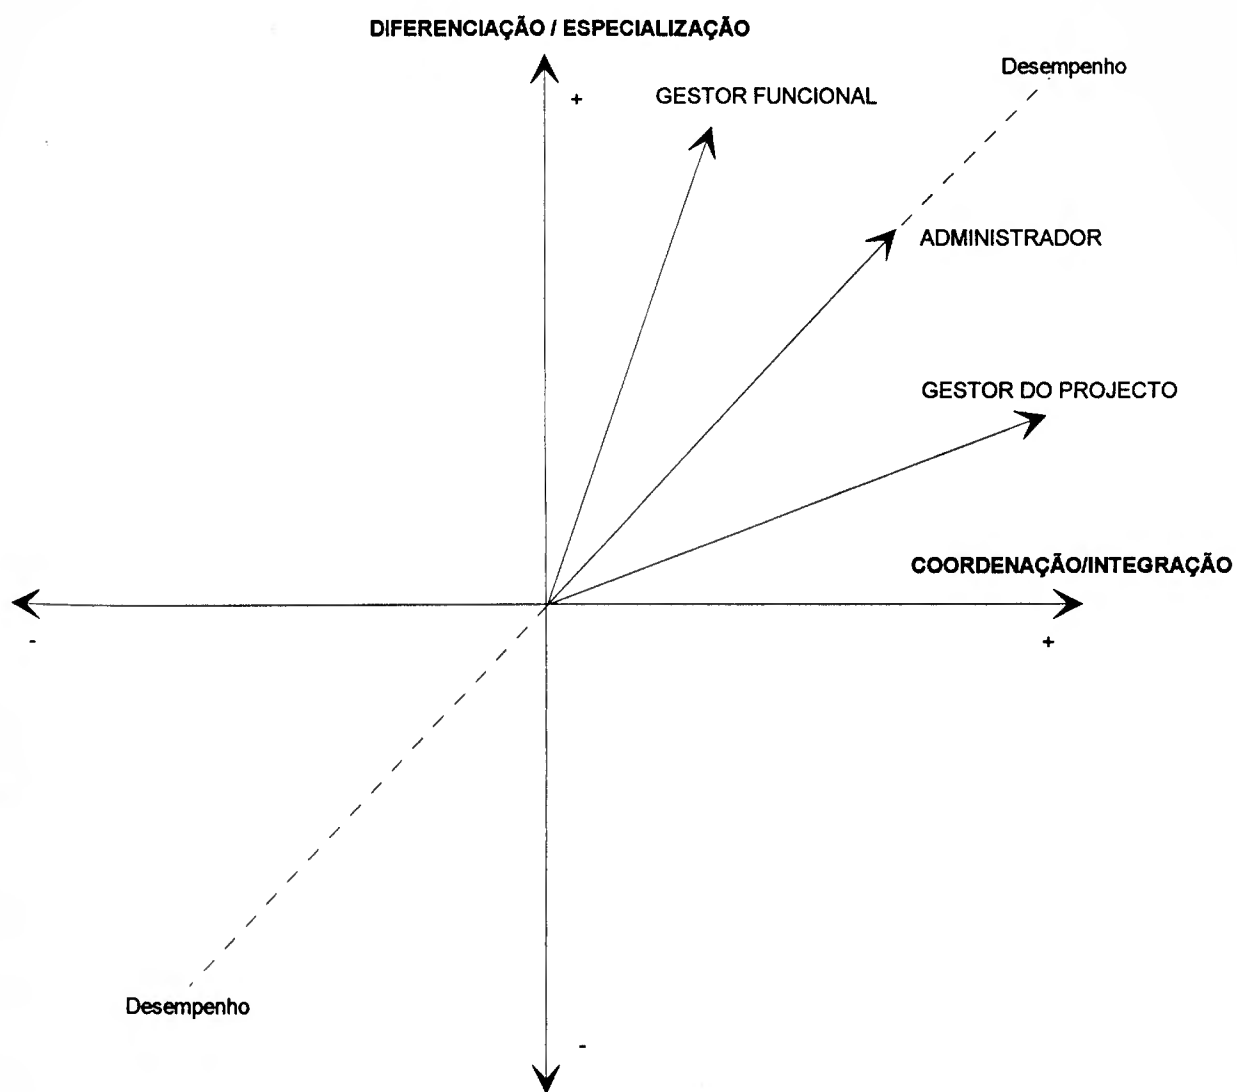 DIFERENCIAÇÃO / ESPECIALIZAÇÃO
Desempenho
+
GESTOR FUNCIONAL
ADMINISTRADOR
GESTOR DO PROJECTO
COORDENAÇÃO/INTEGRAÇÃO
-
+
Desempenho
-